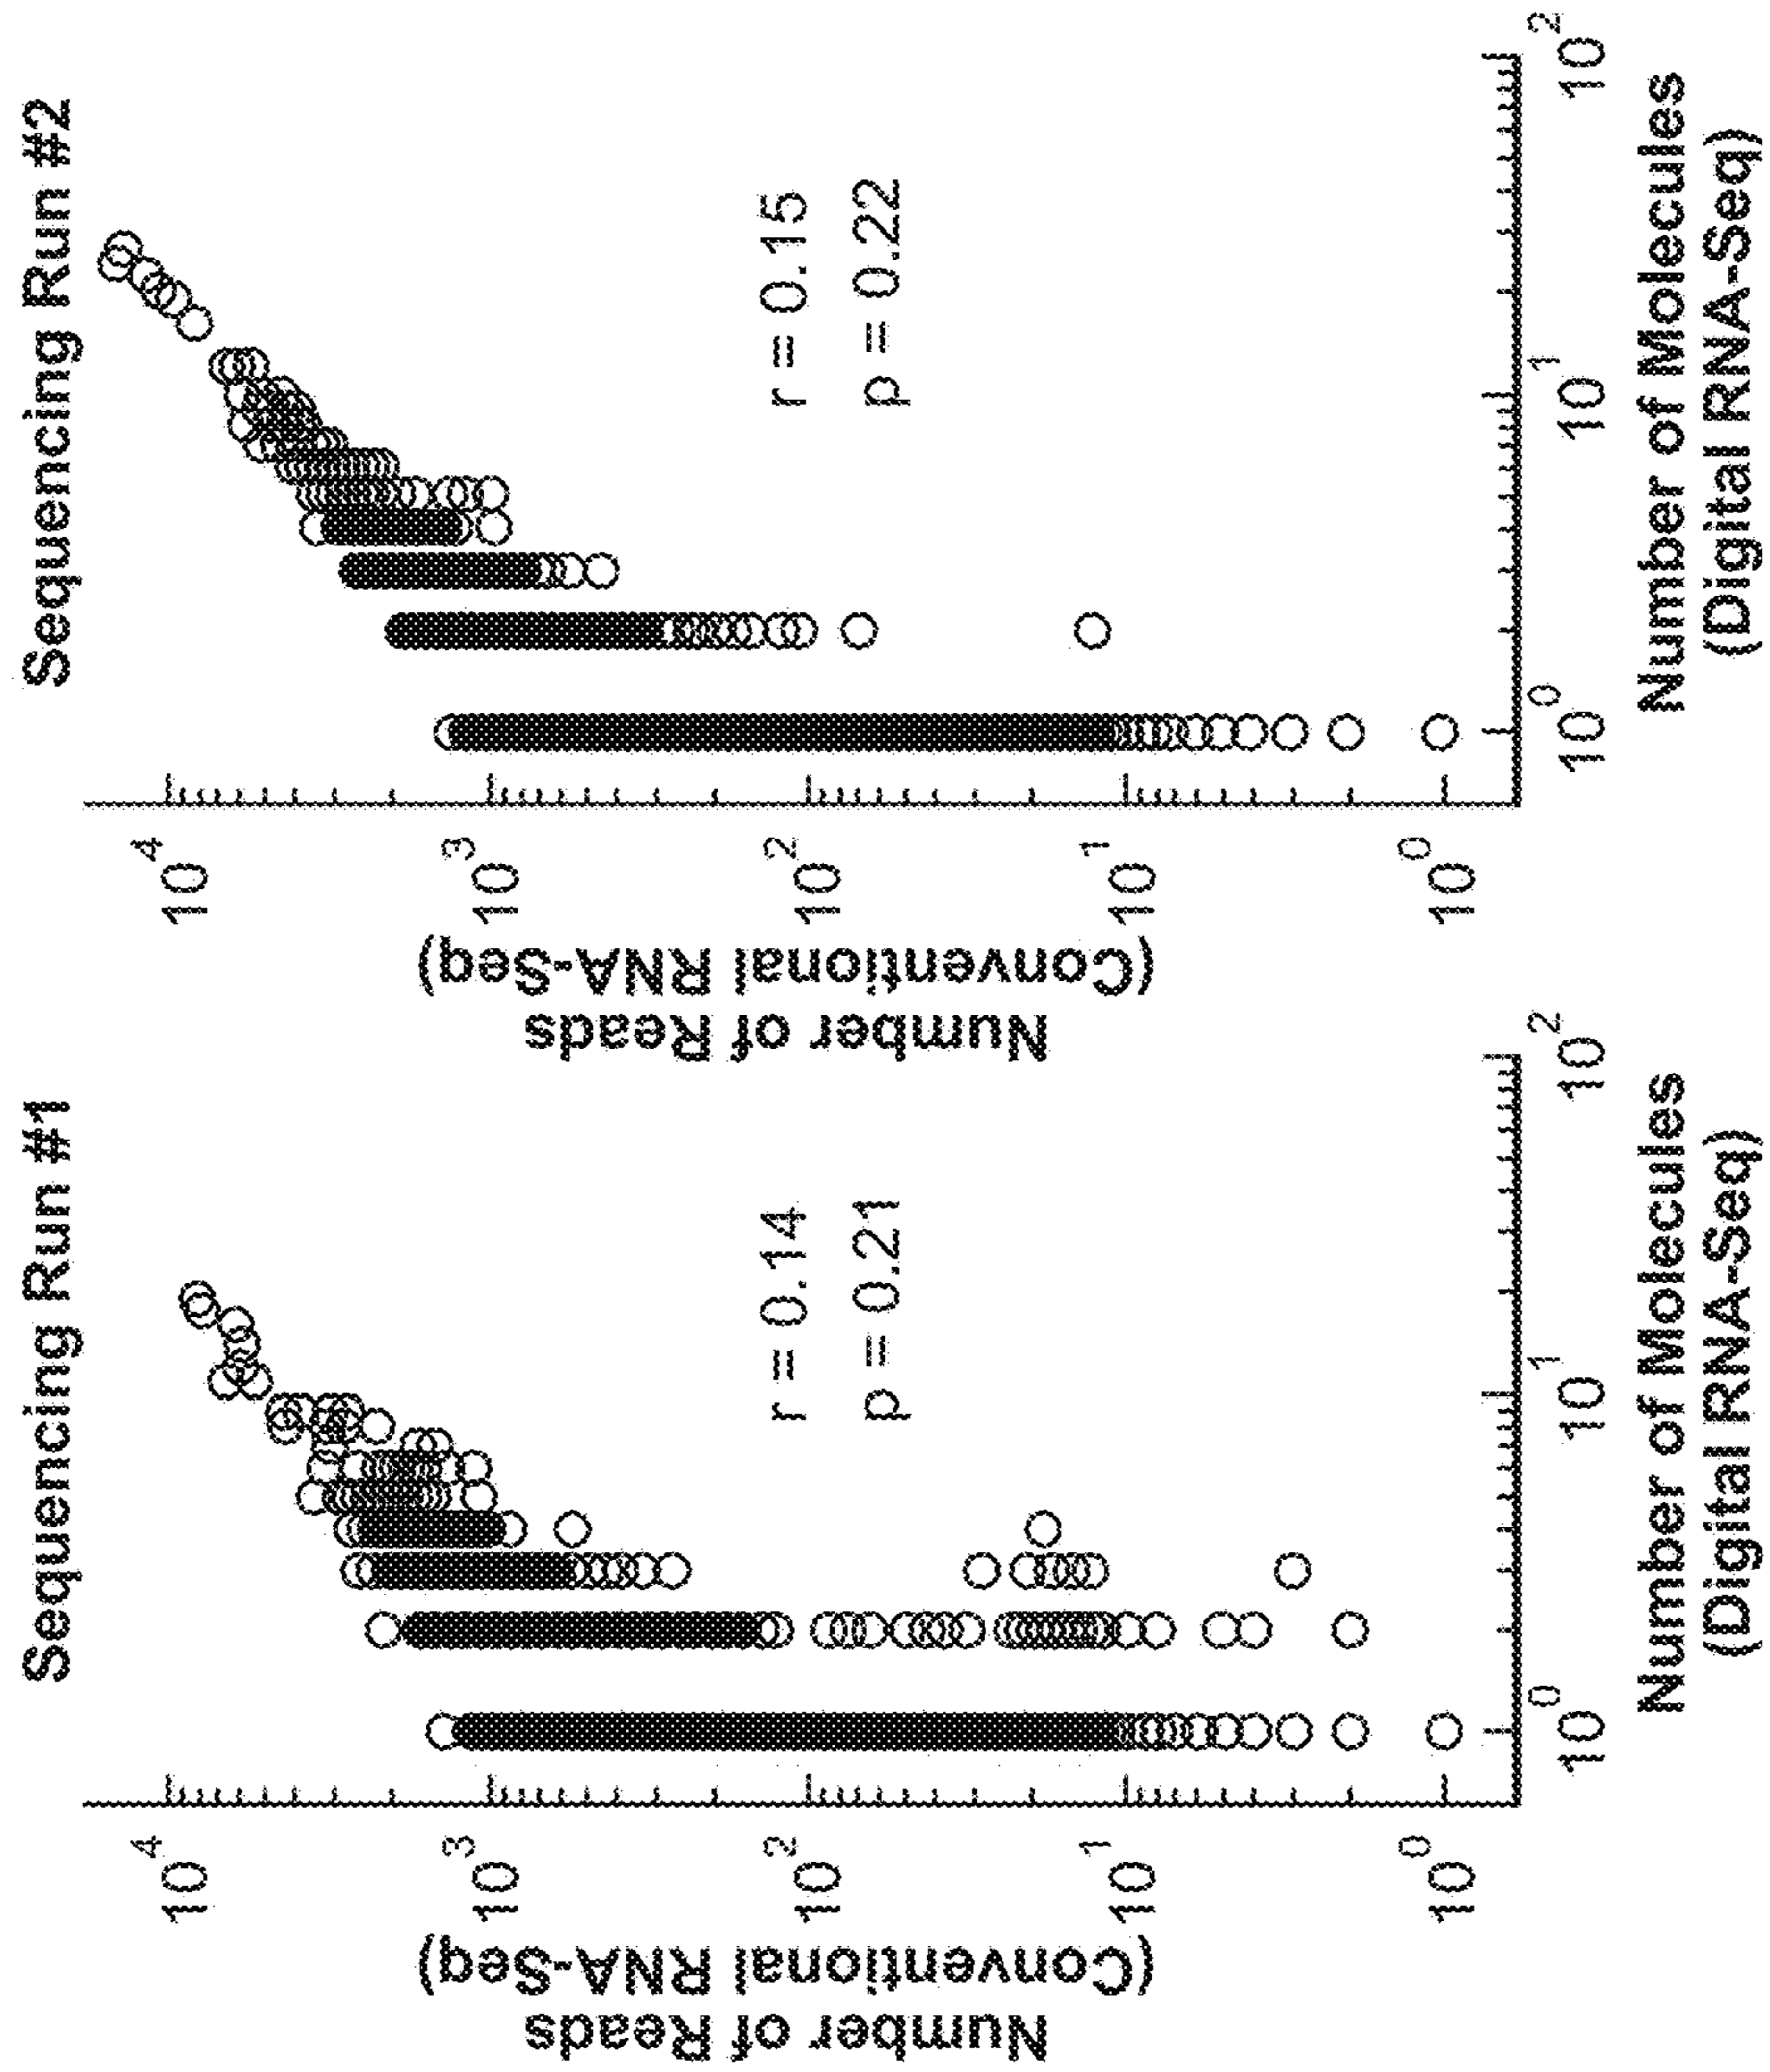 Sequencing Run #1
Number of Reads
(Conventional RNA-Seq)
10^4
10^3
10^2
10^1
10^0
r = 0.14
p = 0.21
10^0
10^1
10^2
Number of Molecules
(Digital RNA-Seq)
Sequencing Run #2
Number of Reads
(Conventional RNA-Seq)
10^4
10^3
10^2
10^1
10^0
r = 0.15
p = 0.22
10^0
10^1
10^2
Number of Molecules
(Digital RNA-Seq)